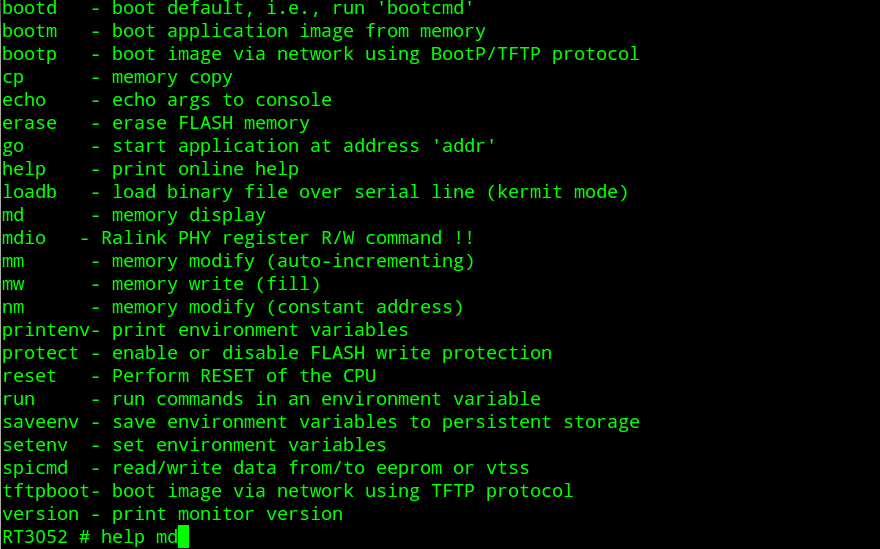 bootd   - boot default, i.e., run 'bootcmd'
bootm   - boot application image from memory
bootp   - boot image via network using BootP/TFTP protocol
cp      - memory copy
echo    - echo args to console
erase   - erase FLASH memory
go      - start application at address 'addr'
help    - print online help
loadb   - load binary file over serial line (kermit mode)
md      - memory display
mdio   - Ralink PHY register R/W command !!
mm      - memory modify (auto-incrementing)
mw      - memory write (fill)
nm      - memory modify (constant address)
printenv- print environment variables
protect - enable or disable FLASH write protection
reset   - Perform RESET of the CPU
run     - run commands in an environment variable
saveenv - save environment variables to persistent storage
setenv  - set environment variables
spicmd  - read/write data from/to eeprom or vtss
tftpboot- boot image via network using TFTP protocol
version - print monitor version
RT3052 # help md